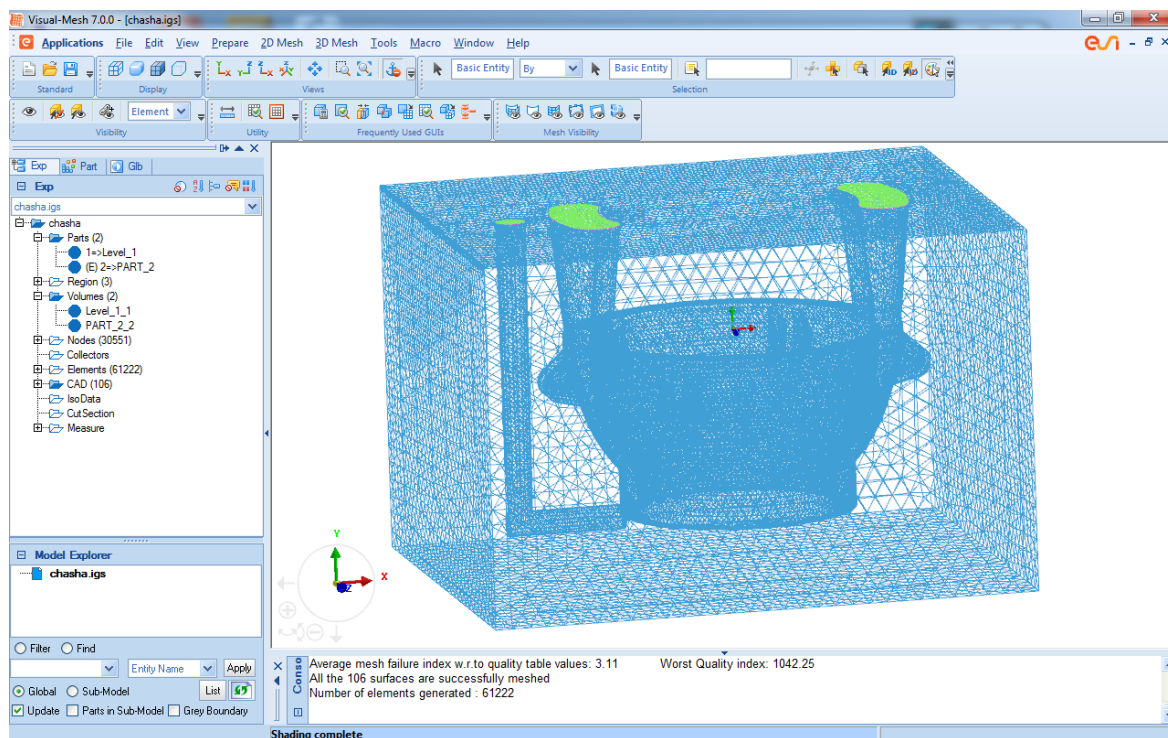 Visual-Mesh 7.0.0 - [chasha.igs]
Applications File Edit View Prepare 2D Mesh 3D Mesh Tools Macro Window Help
esi
Basic Entity By Basic Entity
Standard Display Views Selection
Element
Visibility Utility Frequently Used GUIs Mesh Visibility
Exp Part Glb
Exp
chasha.igs
chasha
Parts (2)
1=>Level_1
(E) 2=>PART_2
Region (3)
Volumes (2)
Level_1_1
PART_2_2
Nodes (30551)
Collectors
Elements (61222)
CAD (106)
IsoData
CutSection
Measure
Y
X
Z
Model Explorer
chasha.igs
Filter Find
Entity Name Apply
Global Sub-Model List
Update Parts in Sub-Model Grey Boundary
Conso
Average mesh failure index w.r.to quality table values: 3.11 Worst Quality index: 1042.25
All the 106 surfaces are successfully meshed
Number of elements generated : 61222
Shading complete